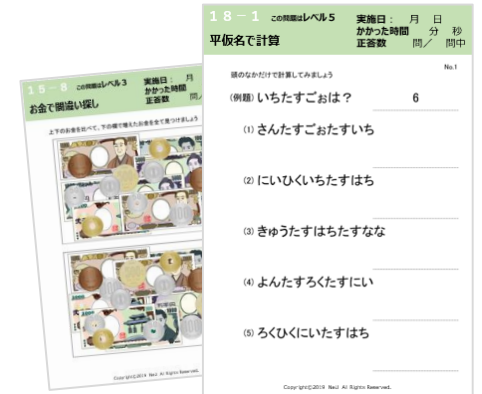 15-8 この問題はレベル3
実施日： 月
かかった時間
正答数 問/
お金で間違い探し
上下のお金を比べて、下の欄で増えたお金を全て見つけましょう
Copyright©2019 NeU All Rights Reserved.
18-1 この問題はレベル5
実施日： 月 日
かかった時間 分 秒
正答数 問/ 問中
平仮名で計算
No.1
頭のなかだけで計算してみましょう
(例題) いちたすごぉは？ 6
(1) さんたすごぉたすいち
(2) にいひくいちたすはち
(3) きゅうたすはちたすなな
(4) よんたすろくたすにい
(5) ろくひくにいたすはち
Copyright©2019 NeU All Rights Reserved.